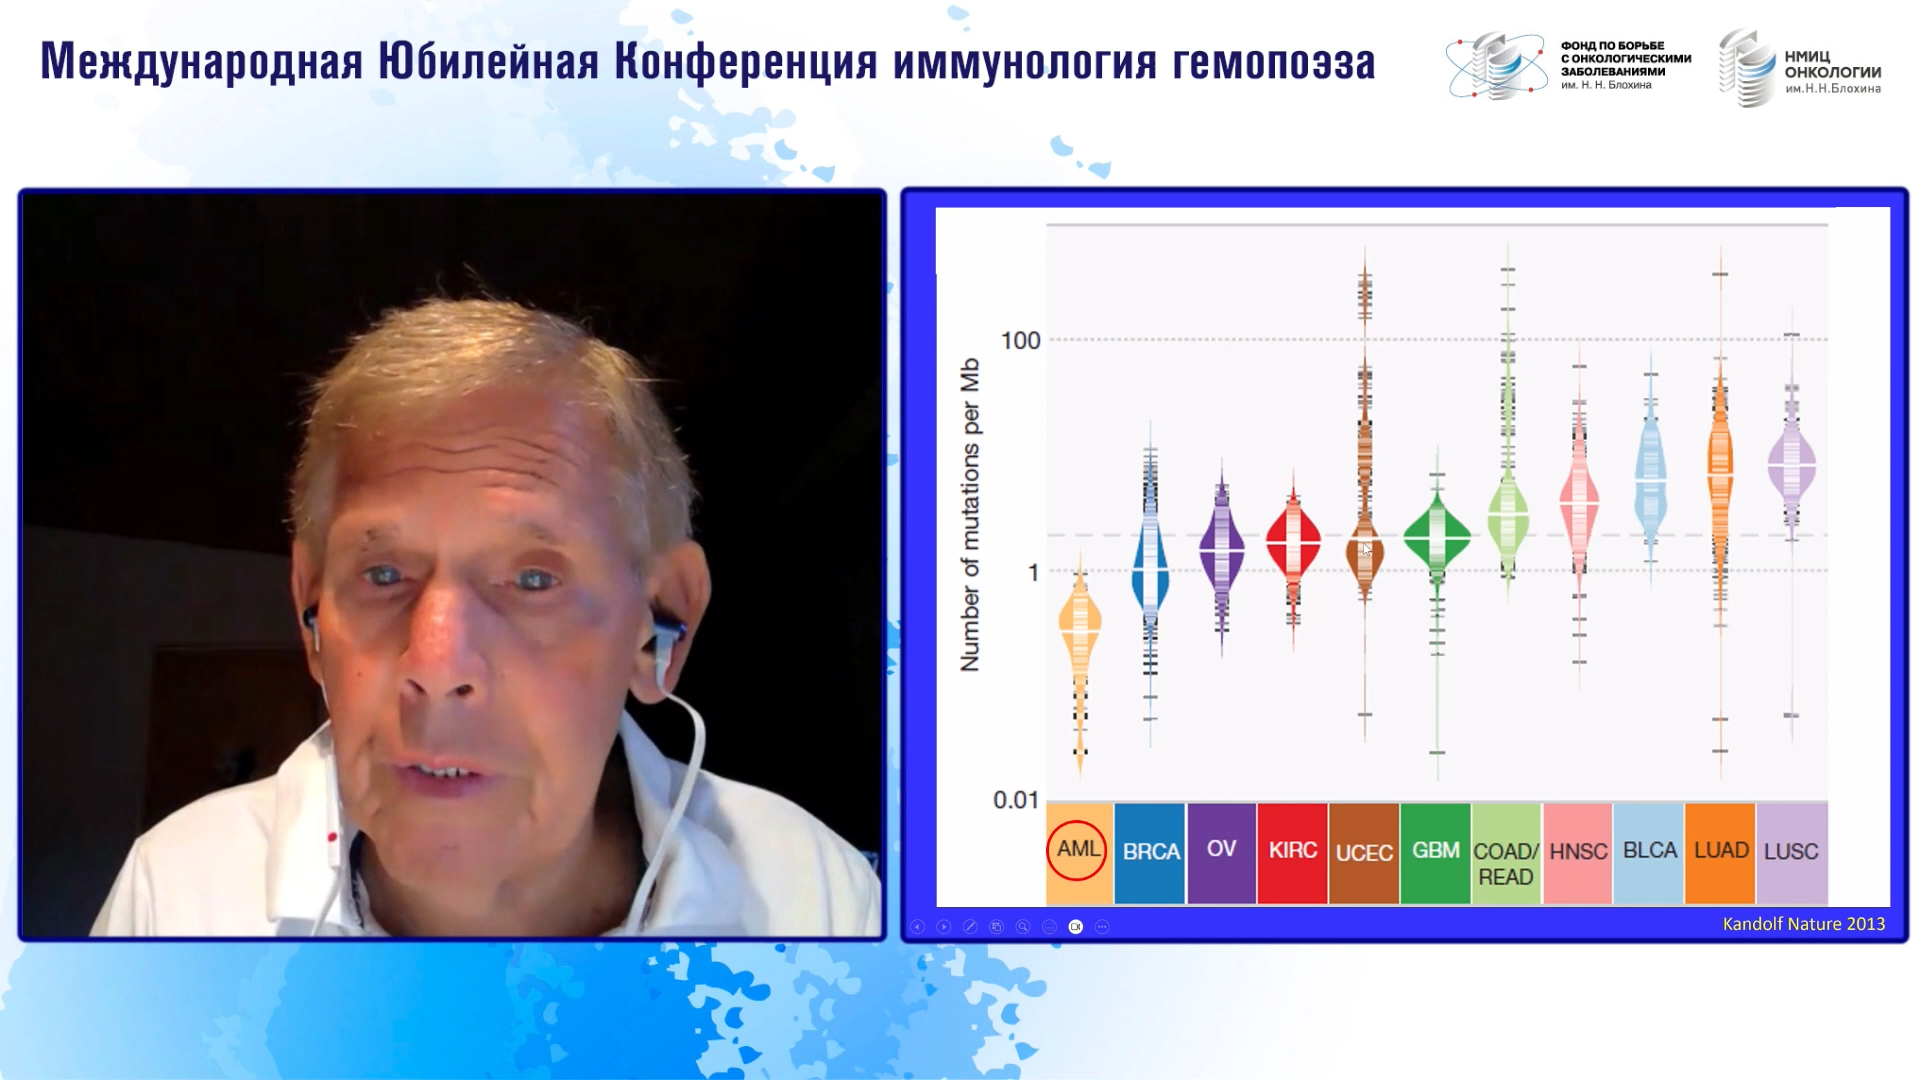 Международная Юбилейная Конференция иммунология гемопоэза
ФОНД ПО БОРЬБЕ
С ОНКОЛОГИЧЕСКИМИ
ЗАБОЛЕВАНИЯМИ
им. Н. Н. Блохина
НМИЦ
ОНКОЛОГИИ
им.Н.Н.Блохина
Number of mutations per Mb
100
1
0.01
AML
BRCA
OV
KIRC
UCEC
GBM
COAD/
READ
HNSC
BLCA
LUAD
LUSC
Kandolf Nature 2013